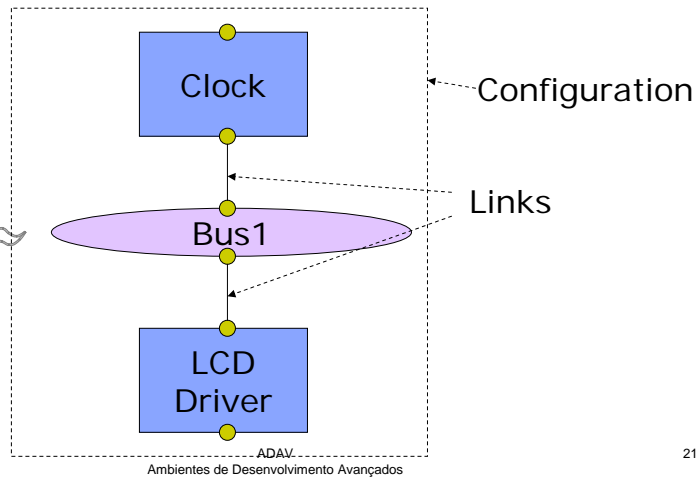 Clock
Configuration
Links
Bus1
LCD
Driver
ADAV
Ambientes de Desenvolvimento Avançados
21